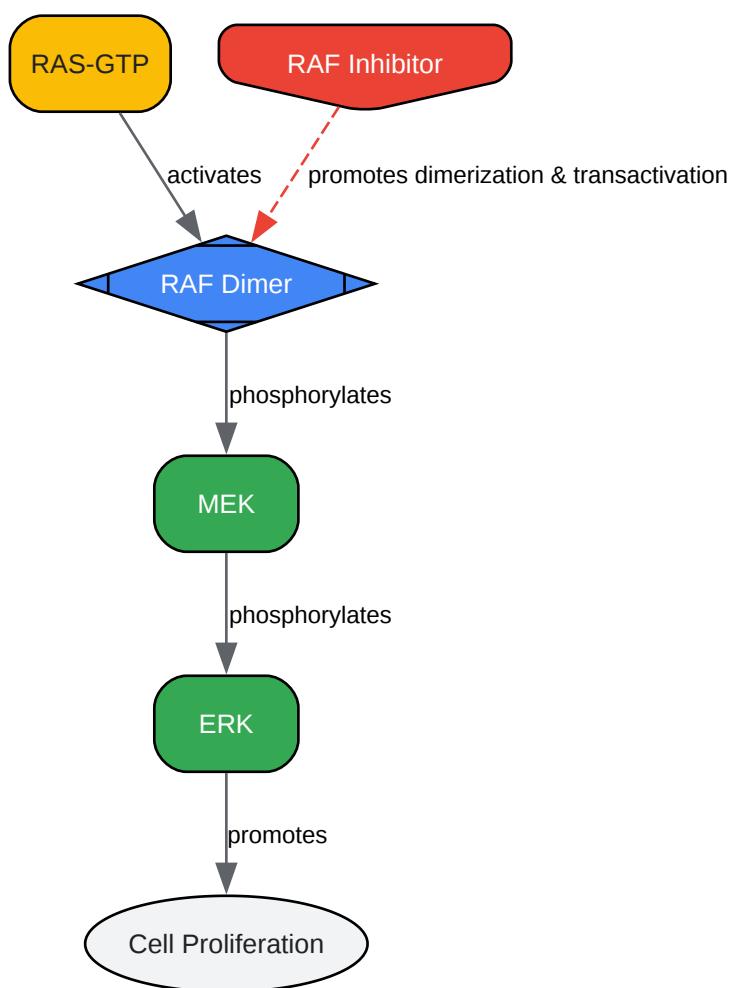 RAS-GTP
RAF Inhibitor
activates
promotes dimerization & transactivation
RAF Dimer
phosphorylates
MEK
phosphorylates
ERK
promotes
Cell Proliferation